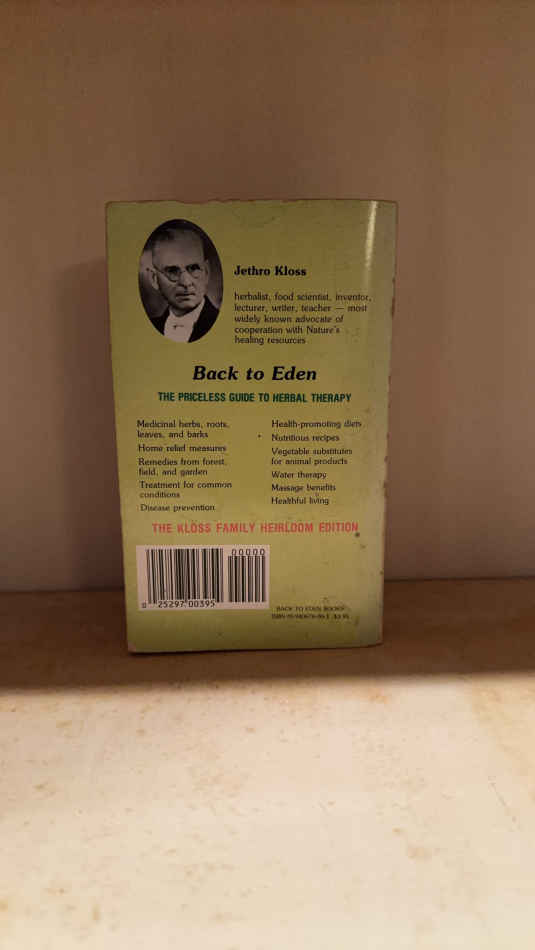 Jethro Kloss
herbalist, food scientist, inventor,
lecturer, writer, teacher — most
widely known advocate of
cooperation with Nature's
healing resources
Back to Eden
THE PRICELESS GUIDE TO HERBAL THERAPY
Medicinal herbs, roots,
leaves, and barks
Home relief measures
Remedies from forest,
field, and garden
Treatment for common
conditions
Disease prevention
Health-promoting diets
Nutritious recipes
Vegetable substitutes
for animal products
Water therapy
Massage benefits
Healthful living
THE KLOSS FAMILY HEIRLOOM EDITION
00000
0 25297 00395
BACK TO EDEN BOOKS
ISBN $3.95